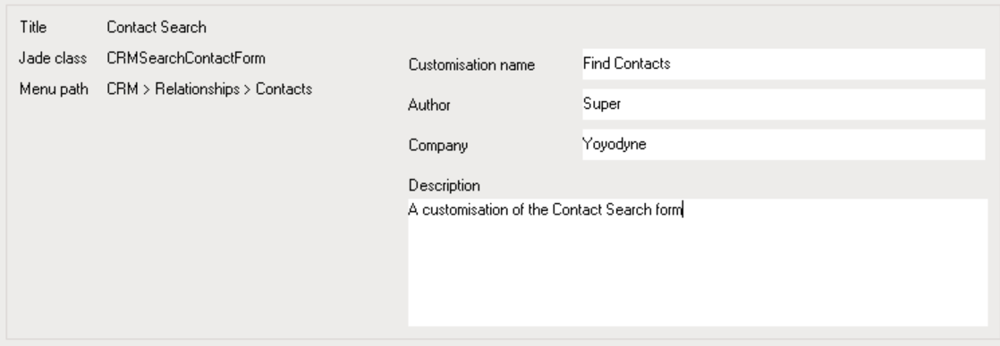 Title Contact Search
Jade class CRMSearchContactForm
Menu path CRM > Relationships > Contacts
Customisation name Find Contacts
Author Super
Company Yoyodyne
Description
A customisation of the Contact Search form